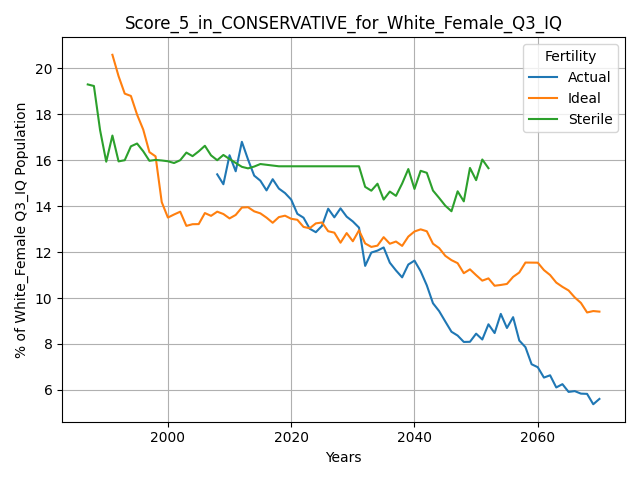 Score_5_in_CONSERVATIVE_for_White_Female_Q3_IQ
% of White_Female Q3_IQ Population
20
18
16
14
12
10
8
6
Fertility
Actual
Ideal
Sterile
2000
2020
2040
2060
Years